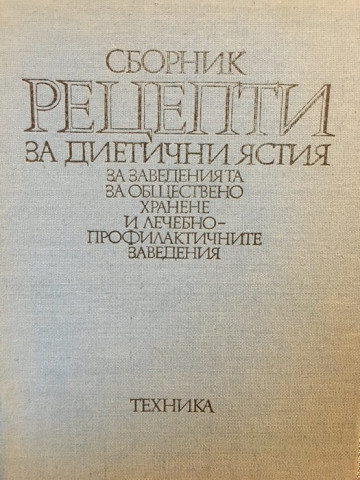 СБОРНИК
РЕЦЕПТИ
ЗА ДИЕТИЧНИ ЯСТИЯ
ЗА ЗАВЕДЕНИЯТА
ЗА ОБЩЕСТВЕНО
ХРАНЕНЕ
И ЛЕЧЕБНО-
ПРОФИЛАКТИЧНИТЕ
ЗАВЕДЕНИЯ
ТЕХНИКА